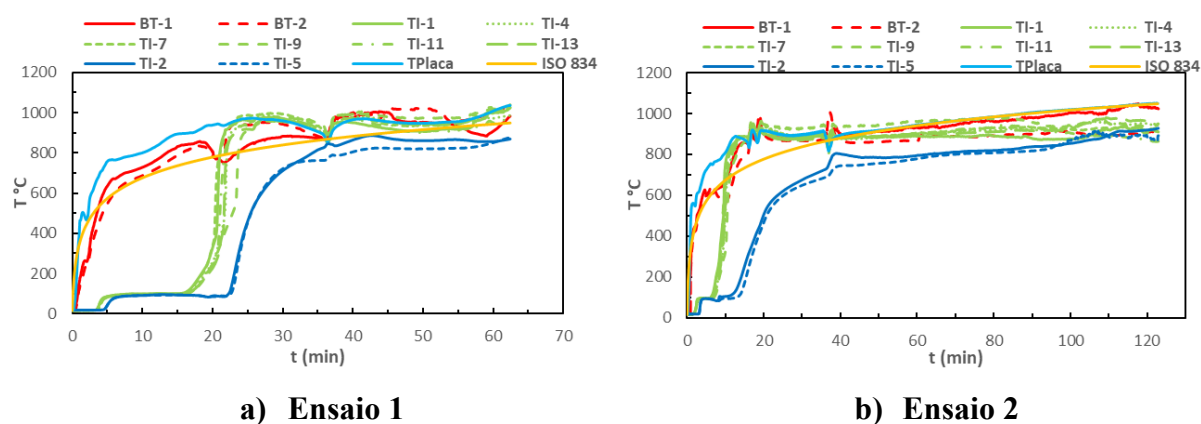 BT-1 BT-2 TI-1 TI-4
TI-7 TI-9 TI-11 TI-13
TI-2 TI-5 TPlaca ISO 834
1200
1000
800
600
400
200
0
T °C
0 10 20 30 40 50 60 70
t (min)
a) Ensaio 1
BT-1 BT-2 TI-1 TI-4
TI-7 TI-9 TI-11 TI-13
TI-2 TI-5 TPlaca ISO 834
1200
1000
800
600
400
200
0
T °C
0 20 40 60 80 100 120
t (min)
b) Ensaio 2